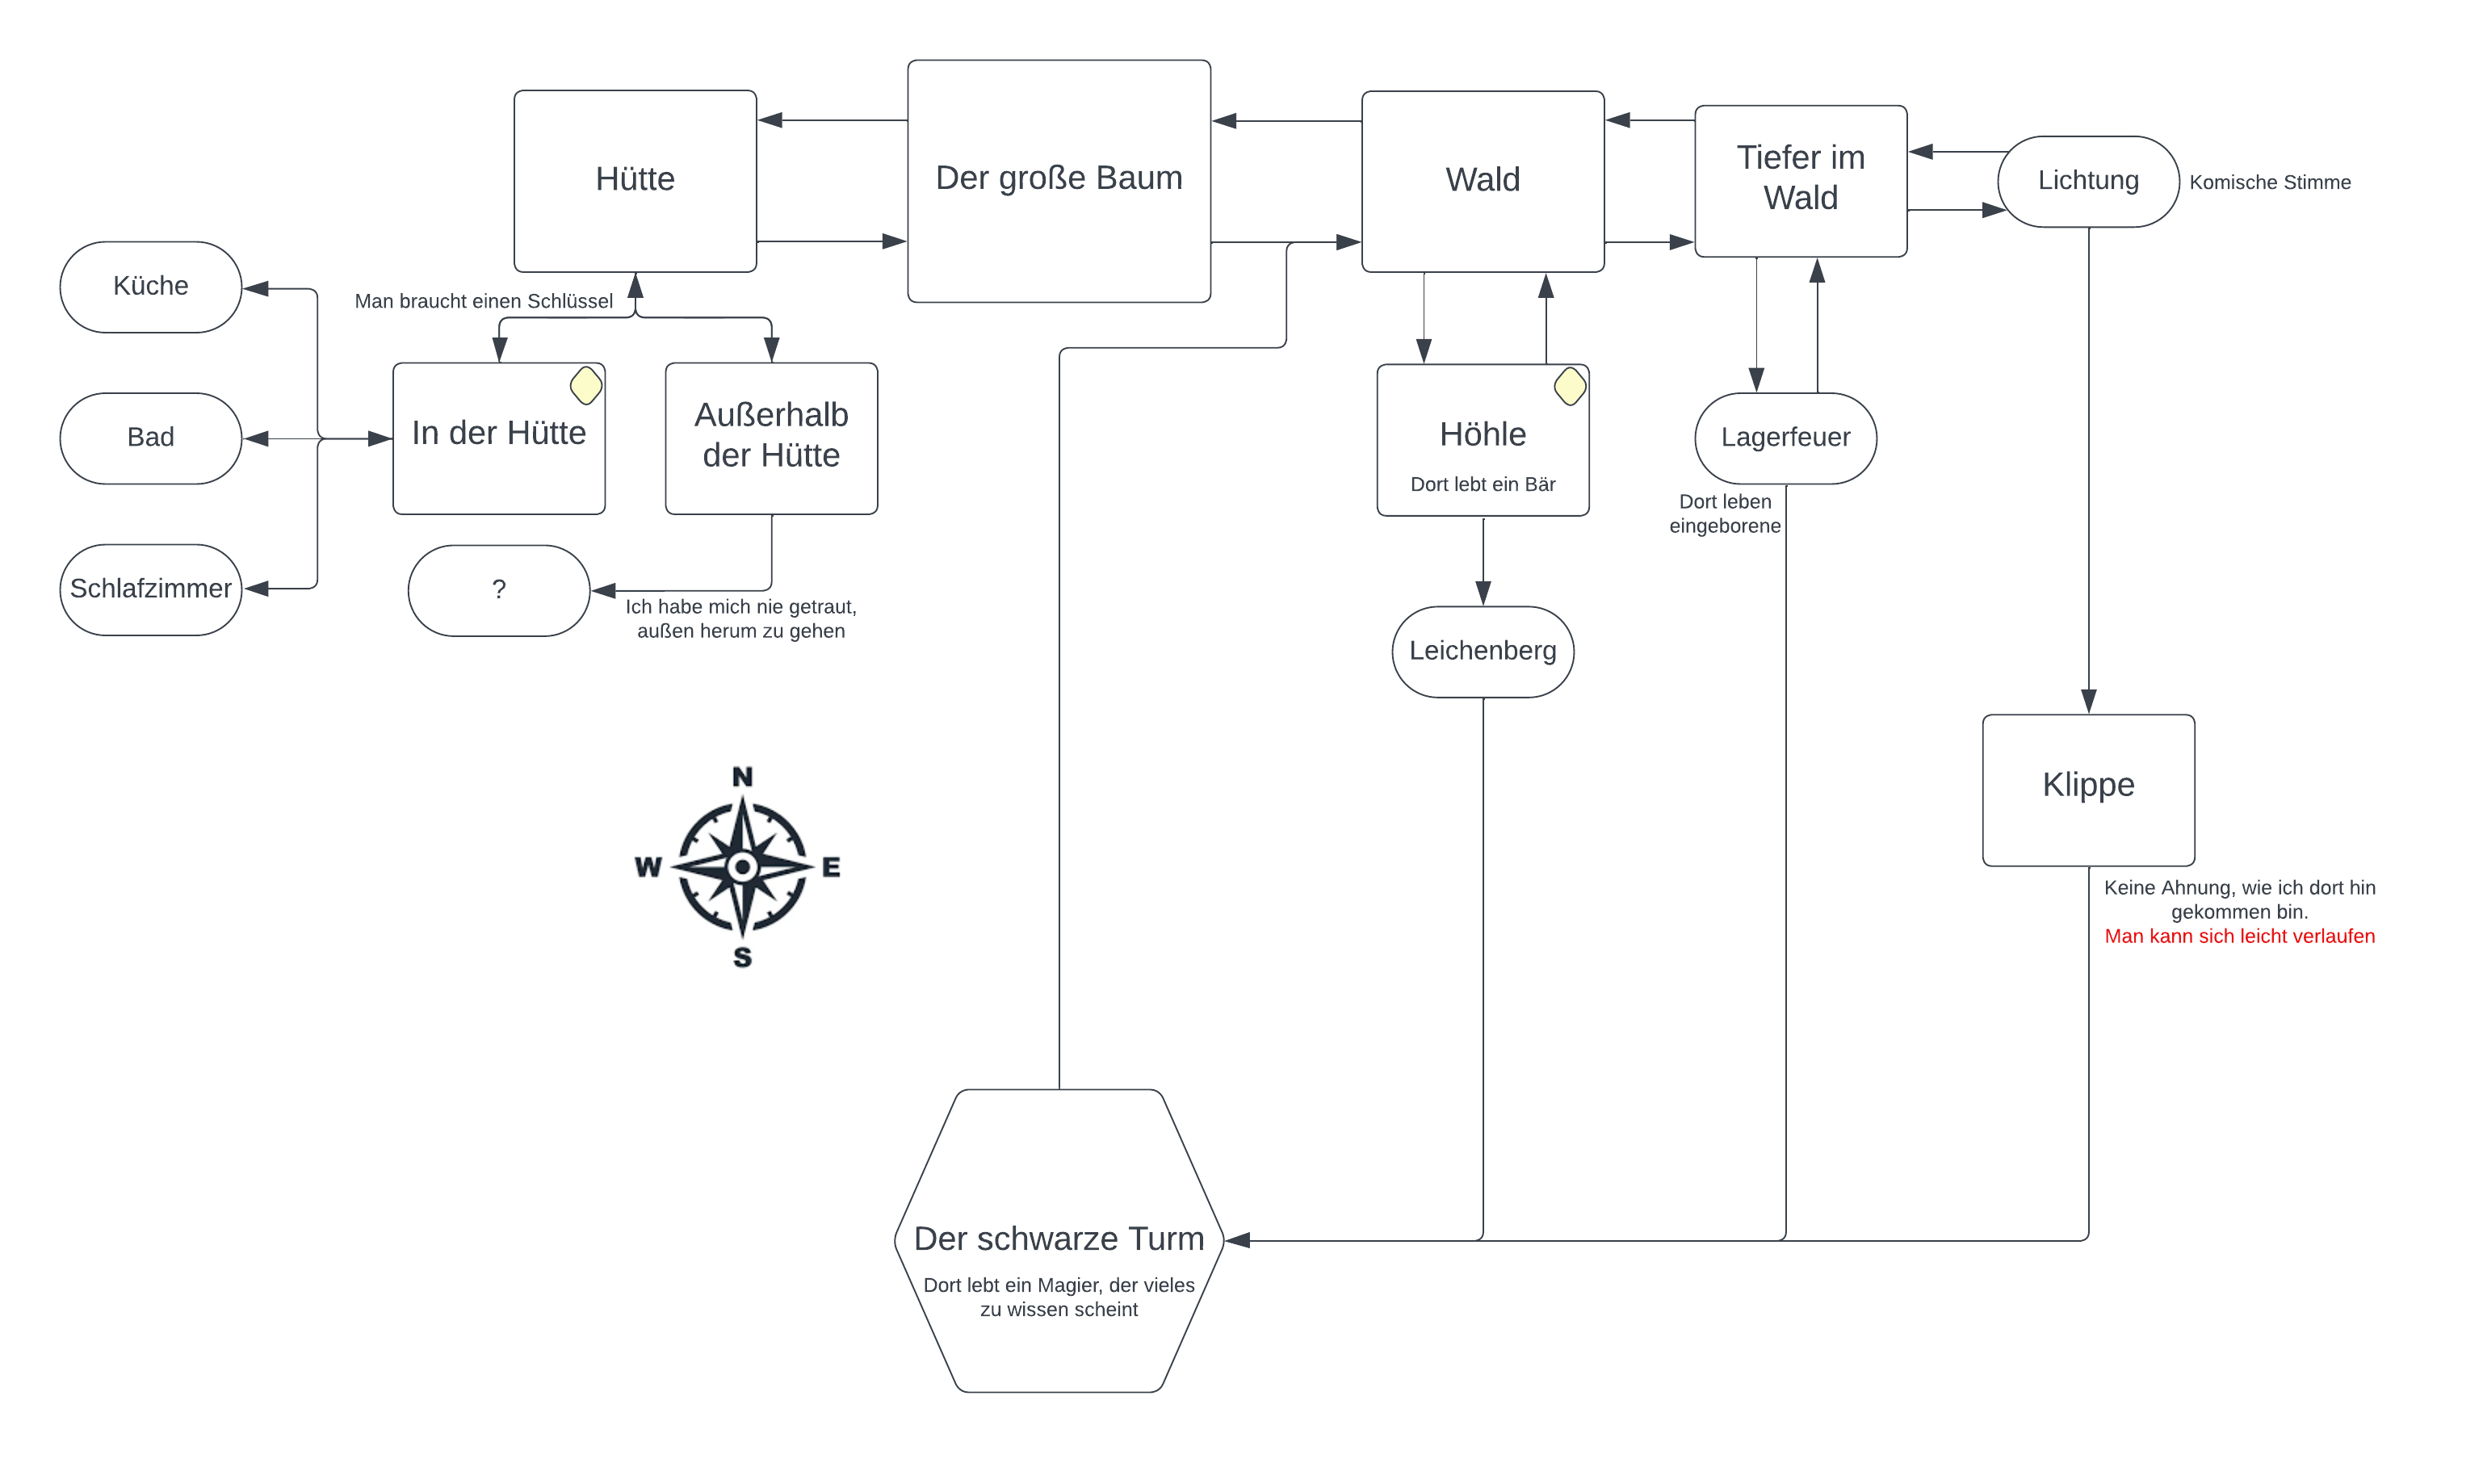 Hütte
Der große Baum
Wald
Tiefer im
Wald
Lichtung
Komische Stimme
Küche
Man braucht einen Schlüssel
Bad
In der Hütte
Außerhalb
der Hütte
Höhle
Dort lebt ein Bär
Lagerfeuer
Dort leben
eingeborene
Schlafzimmer
?
Ich habe mich nie getraut,
außen herum zu gehen
Leichenberg
N
W
E
S
Klippe
Keine Ahnung, wie ich dort hin
gekommen bin.
Man kann sich leicht verlaufen
Der schwarze Turm
Dort lebt ein Magier, der vieles
zu wissen scheint